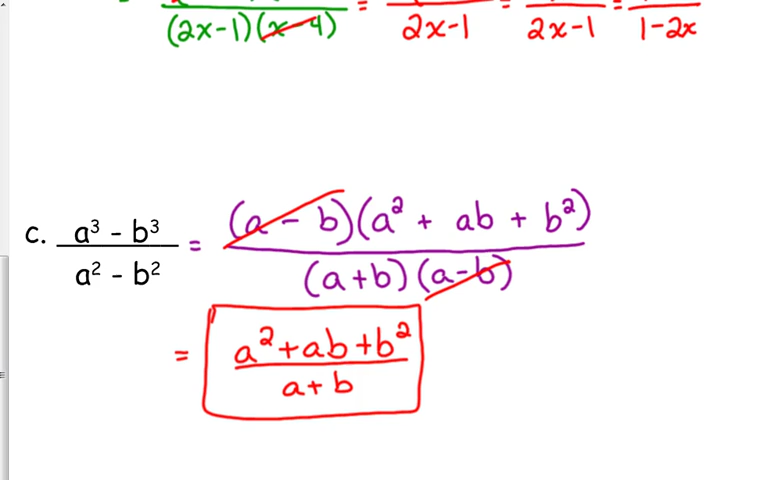 (2x-1)(x-4) = 2x-1 = 2x-1 = 1-2x
c. a³ - b³ / a² - b² = (a - b)(a² + ab + b²) / (a+b)(a-b)
= a²+ab+b² / a+b